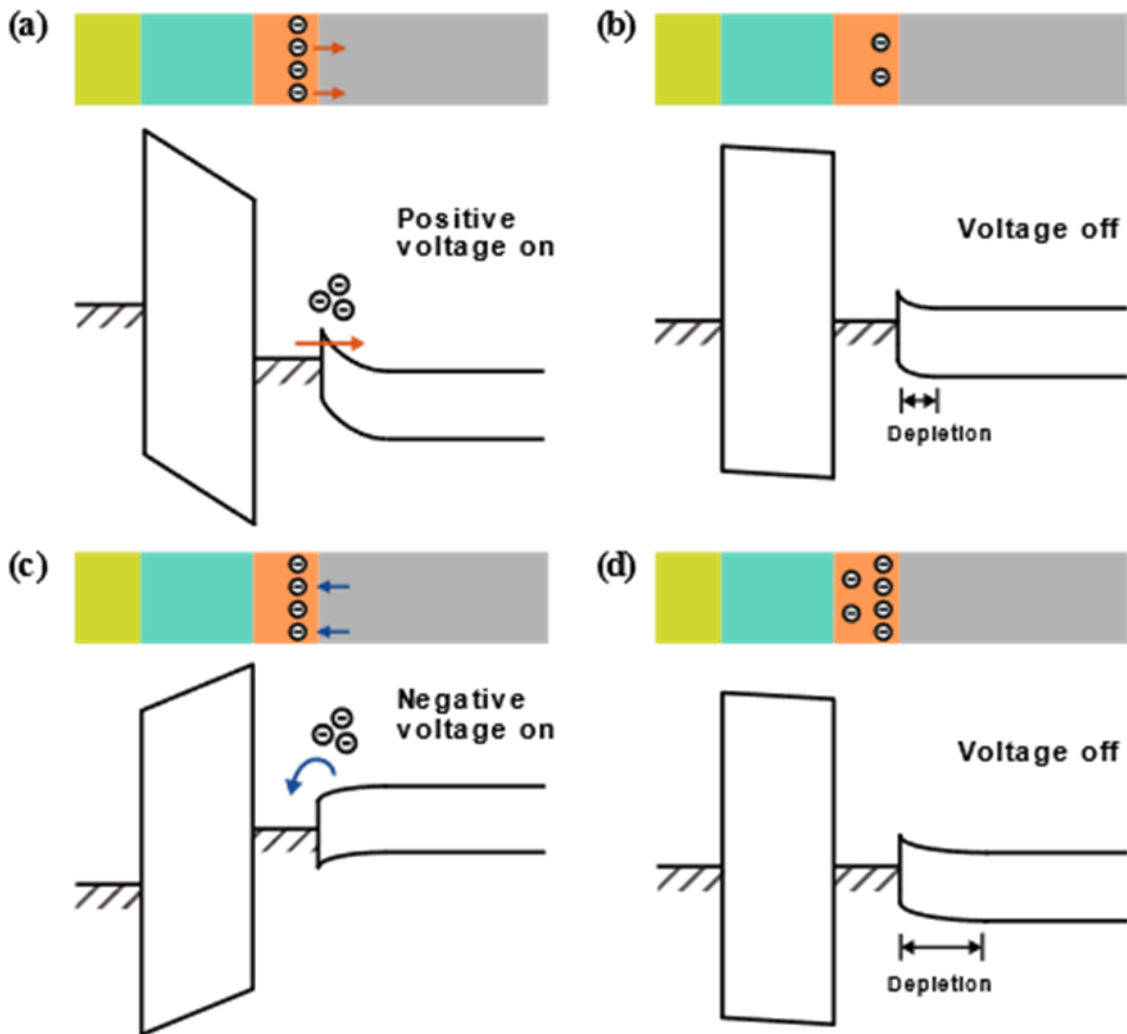 (a)
(b)
Positive
voltage on
Voltage off
Depletion
(c)
(d)
Negative
voltage on
Voltage off
Depletion